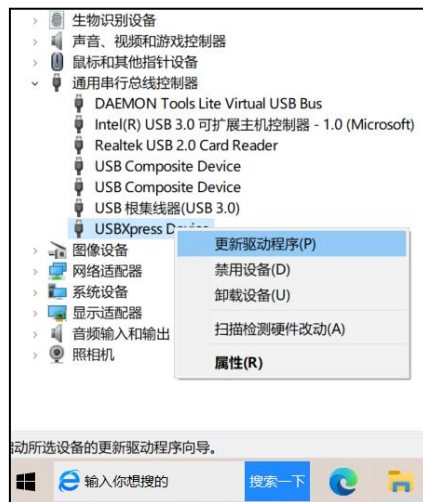 生物识别设备
声音、视频和游戏控制器
鼠标和其他指针设备
通用串行总线控制器
DAEMON Tools Lite Virtual USB Bus
Intel(R) USB 3.0 可扩展主机控制器 - 1.0 (Microsoft)
Realtek USB 2.0 Card Reader
USB Composite Device
USB Composite Device
USB 根集线器(USB 3.0)
USBXpress Device
图像设备
网络适配器
系统设备
显示适配器
音频输入和输出
照相机
更新驱动程序(P)
禁用设备(D)
卸载设备(U)
扫描检测硬件改动(A)
属性(R)
动所选设备的更新驱动程序向导。
输入你想搜的
搜索一下